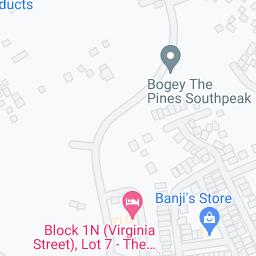 ducts
Bogey The
Pines Southpeak
Banji's Store
Block 1N (Virginia
Street), Lot 7 - The...